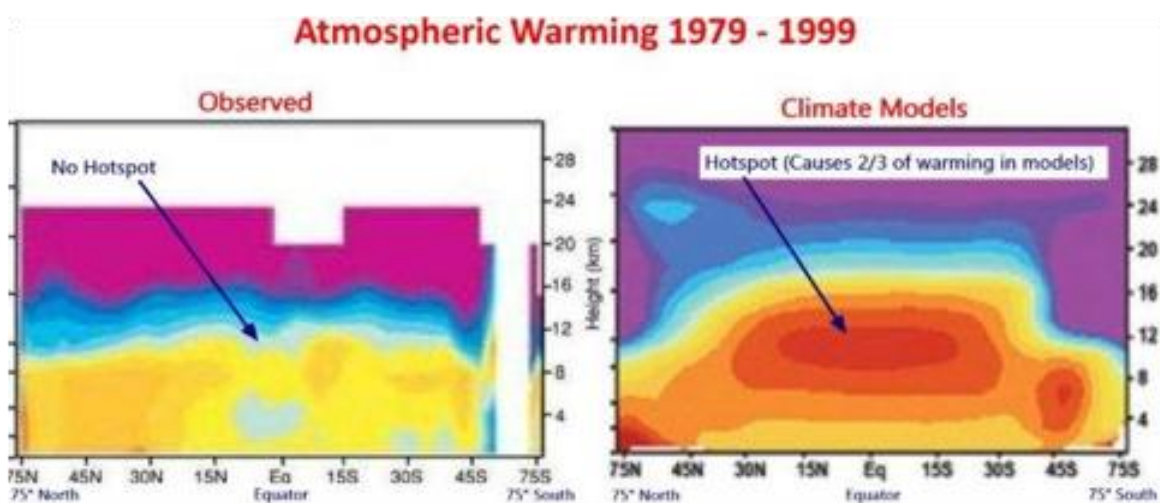 Atmospheric Warming 1979 - 1999
Observed
Climate Models
No Hotspot
Hotspot (Causes 2/3 of warming in models)
28
24
20
16
12
8
4
Height (km)
28
24
20
16
12
8
4
75N 45N 30N 15N Eq 15S 30S 45S 75S
75° North Equator 75° South
75N 45N 30N 15N Eq 15S 30S 45S 75S
75° North Equator 75° South